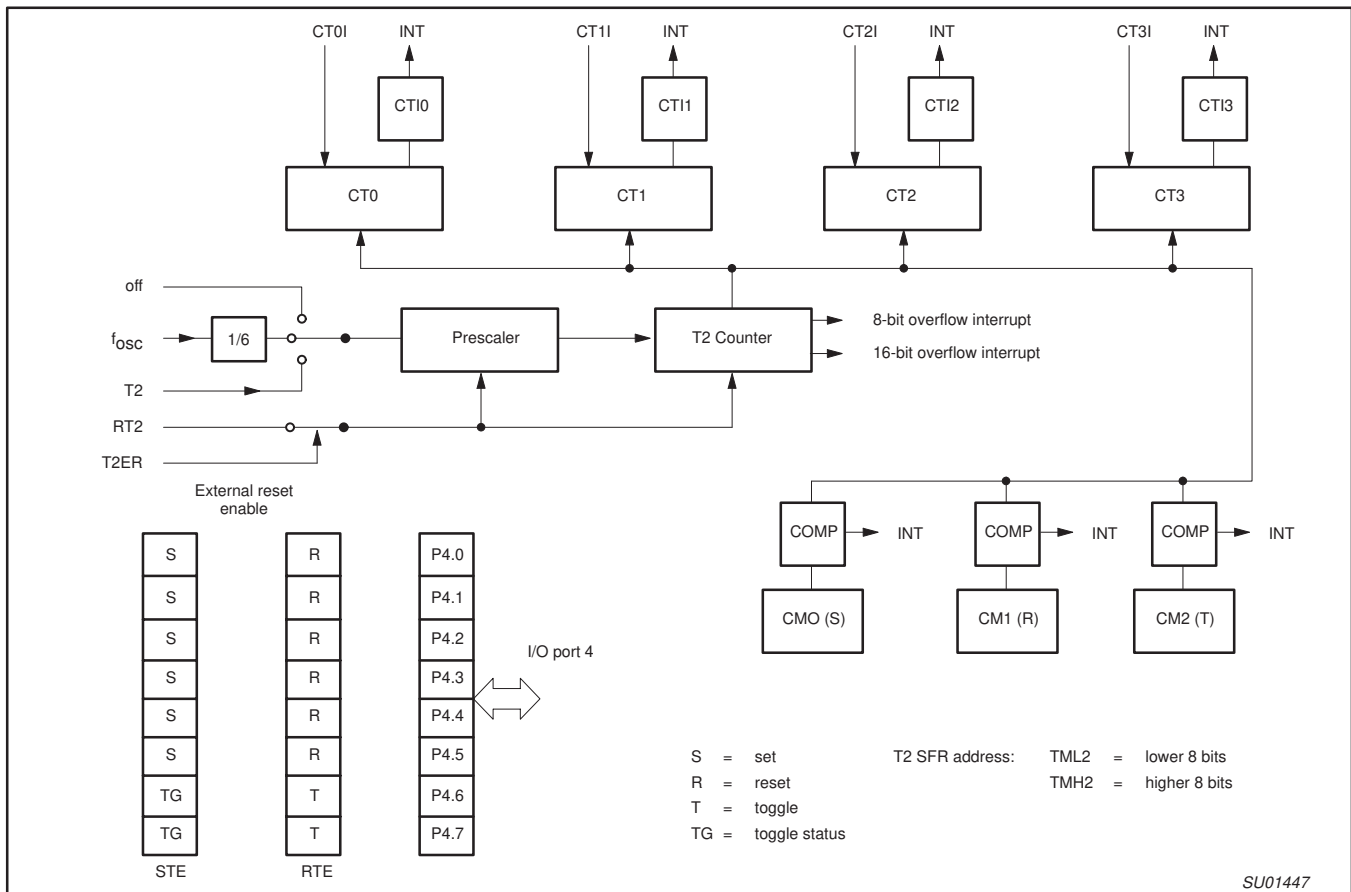 CT0I INT CT1I INT CT2I INT CT3I INT
CTI0 CTI1 CTI2 CTI3
CT0 CT1 CT2 CT3
off
fosc 1/6 Prescaler T2 Counter 8-bit overflow interrupt
16-bit overflow interrupt
T2
RT2
T2ER
External reset
enable
COMP INT COMP INT COMP INT
CMO (S) CM1 (R) CM2 (T)
S R P4.0
S R P4.1
S R P4.2
I/O port 4
S R P4.3
S R P4.4
S R P4.5
TG T P4.6
TG T P4.7
STE RTE
S = set T2 SFR address: TML2 = lower 8 bits
R = reset TMH2 = higher 8 bits
T = toggle
TG = toggle status
SU01447